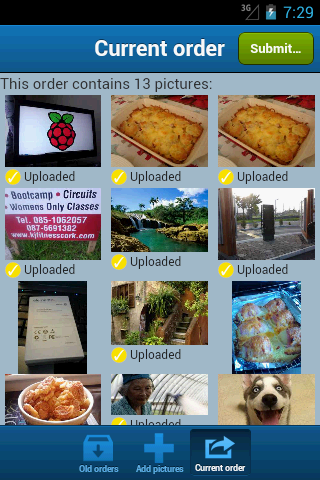 3G 7:29
Current order
Submit...
This order contains 13 pictures:
Uploaded
Uploaded
Uploaded
Bootcamp • Circuits
• Womens Only Classes
Tel. 085-1062057
087-6691382
www.kjfitnesscork.com
Uploaded
Uploaded
Uploaded
Uploaded
Old orders
Add pictures
Current order